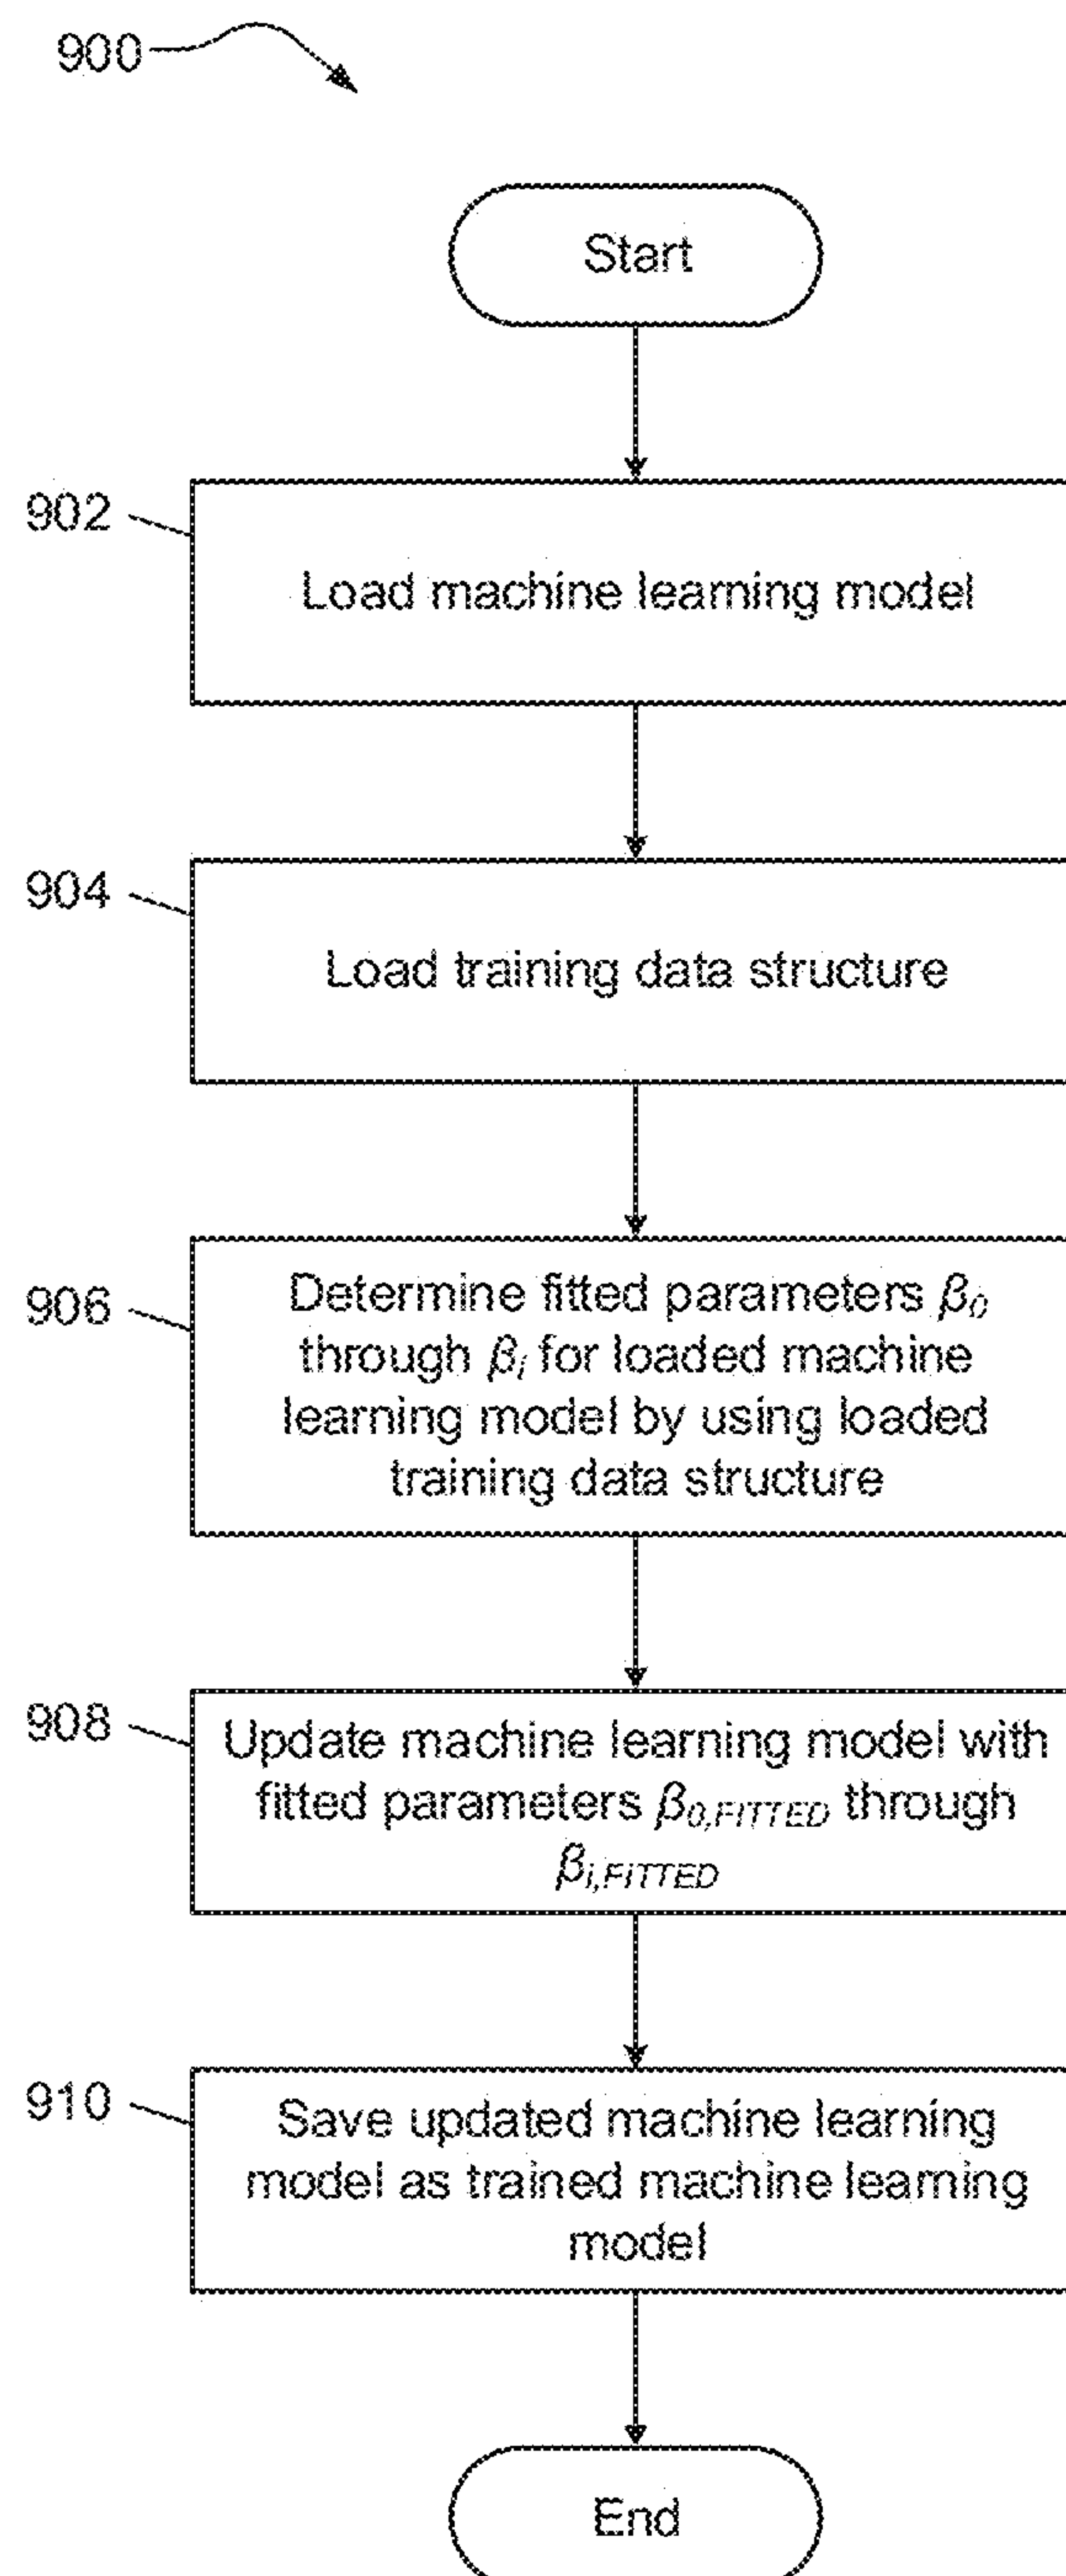 900
Start
902
Load machine learning model
904
Load training data structure
906
Determine fitted parameters β₀
through βᵢ for loaded machine
learning model by using loaded
training data structure
908
Update machine learning model with
fitted parameters β0,FITTED through
βi,FITTED
910
Save updated machine learning
model as trained machine learning
model
End